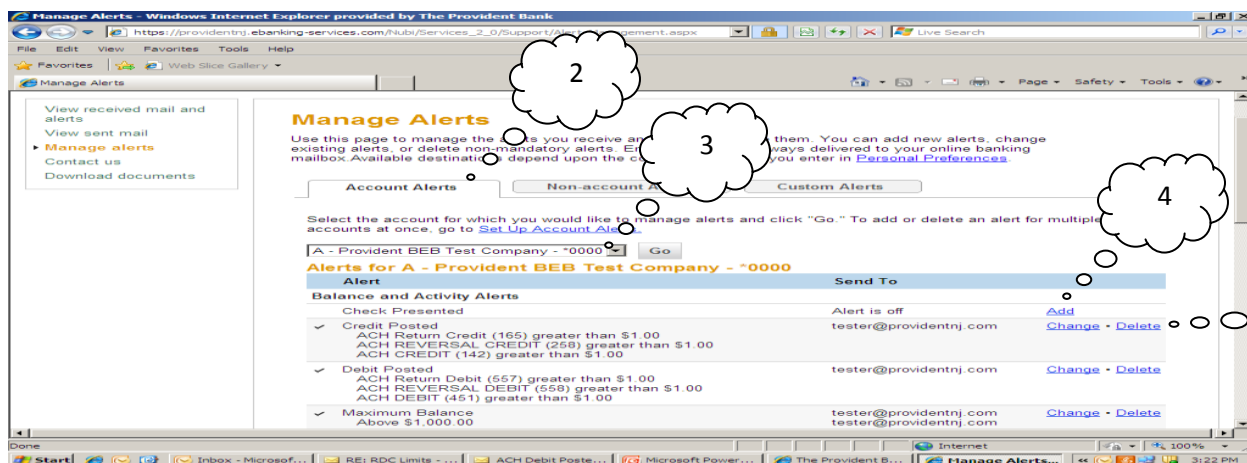 Manage Alerts - Windows Internet Explorer provided by The Provident Bank
https://providentnj.ebanking-services.com/Nubi/Services_2_0/Support/Alert agement.aspx
Live Search
File Edit View Favorites Tools Help
Favorites Web Slice Gallery
Manage Alerts
Page Safety Tools
2
View received mail and
alerts
View sent mail
Manage alerts
Contact us
Download documents
Manage Alerts
Use this page to manage the you receive them. You can add new alerts, change
existing alerts, or delete non-mandatory alerts. ways delivered to your online banking
mailbox.Available destinations depend upon the you enter in Personal Preferences.
3
Account Alerts Non-account Custom Alerts
4
Select the account for which you would like to manage alerts and click "Go." To add or delete an alert for multiple
accounts at once, go to Set Up Account
A - Provident BEB Test Company - *0000 Go
Alerts for A - Provident BEB Test Company - *0000
Alert Send To
Balance and Activity Alerts
Check Presented Alert is off Add
Credit Posted tester@providentnj.com Change • Delete
ACH Return Credit (165) greater than $1.00
ACH REVERSAL CREDIT (258) greater than $1.00
ACH CREDIT (142) greater than $1.00
Debit Posted tester@providentnj.com Change • Delete
ACH Return Debit (557) greater than $1.00
ACH REVERSAL DEBIT (558) greater than $1.00
ACH DEBIT (451) greater than $1.00
Maximum Balance tester@providentnj.com Change • Delete
Above $1,000.00 tester@providentnj.com
Done Internet 100%
Start Inbox - Microsof... RE: RDC Limits - ... ACH Debit Poste... Microsoft Power... The Provident B... Manage Alerts... 3:22 PM